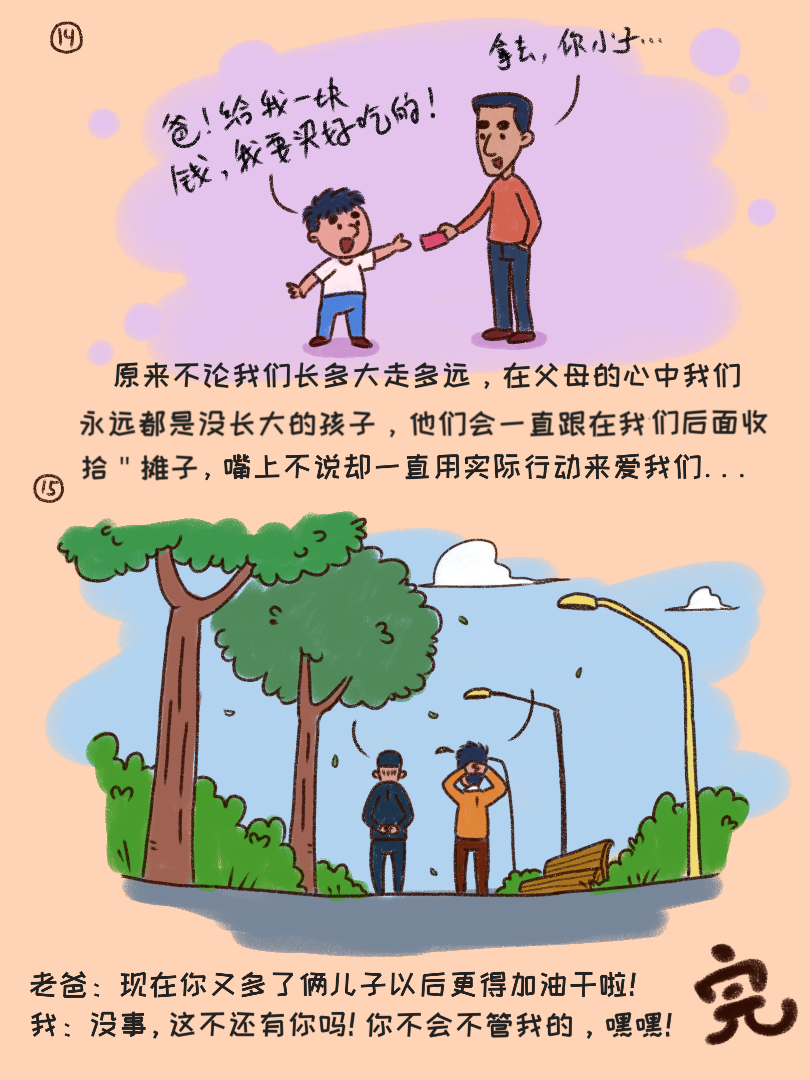 14
拿去,你小子...
爸!给我一块
钱,我要买好吃的!
原来不论我们长多大走多远,在父母的心中我们
永远都是没长大的孩子,他们会一直跟在我们后面收
拾"摊子,嘴上不说却一直用实际行动来爱我们...
15
老爸:现在你又多了俩儿子以后更得加油干啦!
我:没事,这不还有你吗!你不会不管我的,嘿嘿!
完